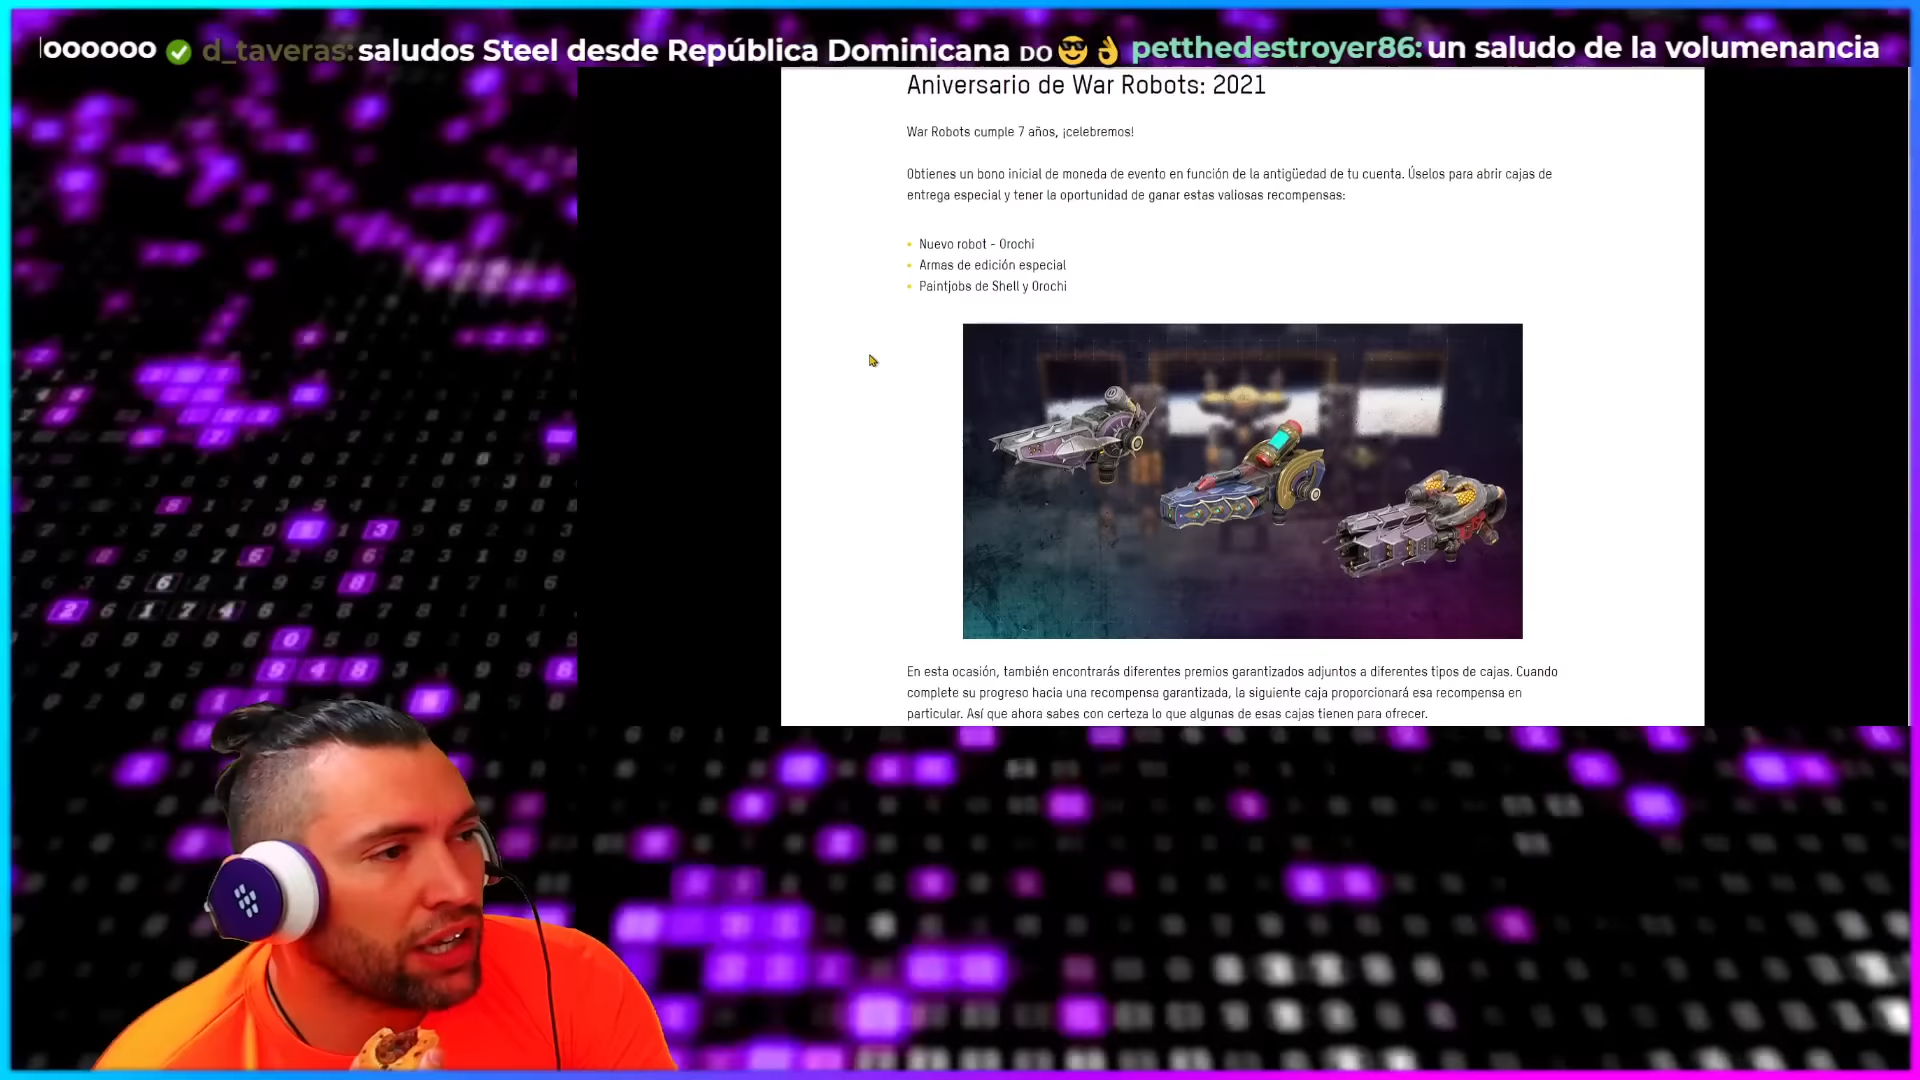 oooooo ✅ d_taveras: saludos Steel desde República Dominicana DO 😎 👌 petthedestroyer86: un saludo de la volumenancia
Aniversario de War Robots: 2021
War Robots cumple 7 años, ¡celebremos!
Obtienes un bono inicial de moneda de evento en función de la antigüedad de tu cuenta. Úselos para abrir cajas de
entrega especial y tener la oportunidad de ganar estas valiosas recompensas:
• Nuevo robot - Orochi
• Armas de edición especial
• Paintjobs de Shell y Orochi
En esta ocasión, también encontrarás diferentes premios garantizados adjuntos a diferentes tipos de cajas. Cuando
complete su progreso hacia una recompensa garantizada, la siguiente caja proporcionará esa recompensa en
particular. Así que ahora sabes con certeza lo que algunas de esas cajas tienen para ofrecer.